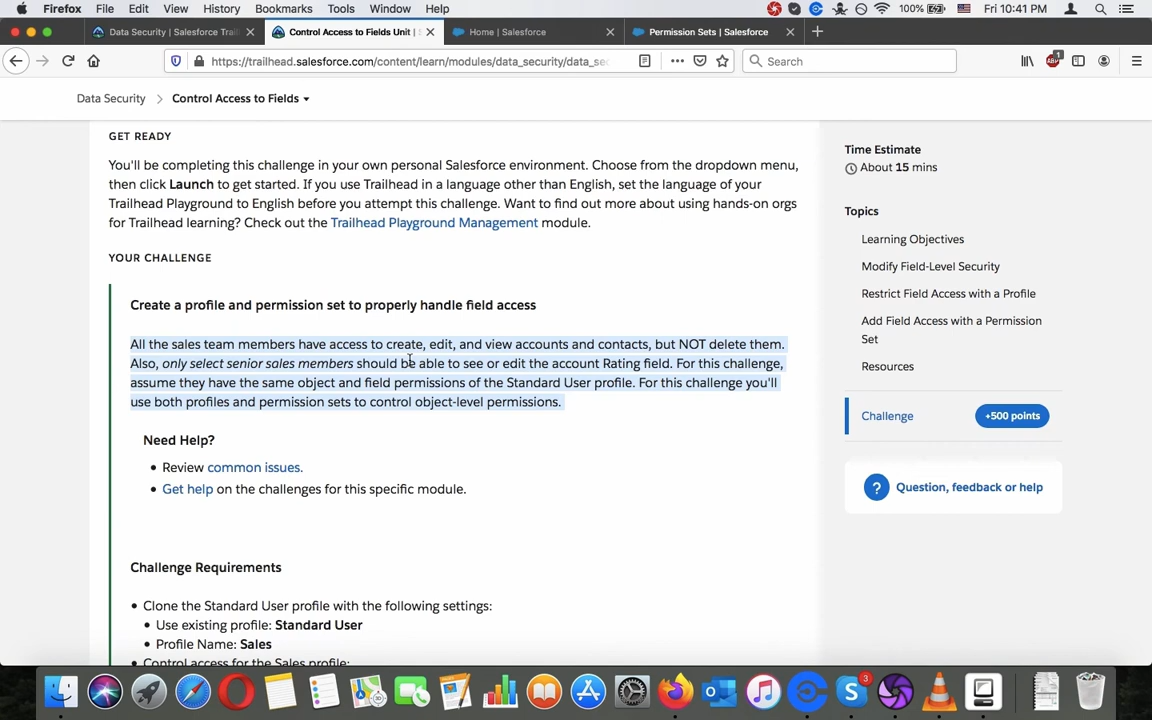 Firefox File Edit View History Bookmarks Tools Window Help 100% Fri 10:41 PM
Data Security | Salesforce Trail
Control Access to Fields Unit |
Home | Salesforce
Permission Sets | Salesforce
https://trailhead.salesforce.com/content/learn/modules/data_security/data_sec
Search
Data Security > Control Access to Fields
GET READY
You'll be completing this challenge in your own personal Salesforce environment. Choose from the dropdown menu,
then click Launch to get started. If you use Trailhead in a language other than English, set the language of your
Trailhead Playground to English before you attempt this challenge. Want to find out more about using hands-on orgs
for Trailhead learning? Check out the Trailhead Playground Management module.
YOUR CHALLENGE
Create a profile and permission set to properly handle field access
All the sales team members have access to create, edit, and view accounts and contacts, but NOT delete them.
Also, only select senior sales members should be able to see or edit the account Rating field. For this challenge,
assume they have the same object and field permissions of the Standard User profile. For this challenge you'll
use both profiles and permission sets to control object-level permissions.
Need Help?
• Review common issues.
• Get help on the challenges for this specific module.
Challenge Requirements
• Clone the Standard User profile with the following settings:
• Use existing profile: Standard User
• Profile Name: Sales
• Control access for the Sales profile:
Time Estimate
About 15 mins
Topics
Learning Objectives
Modify Field-Level Security
Restrict Field Access with a Profile
Add Field Access with a Permission
Set
Resources
Challenge +500 points
? Question, feedback or help
3